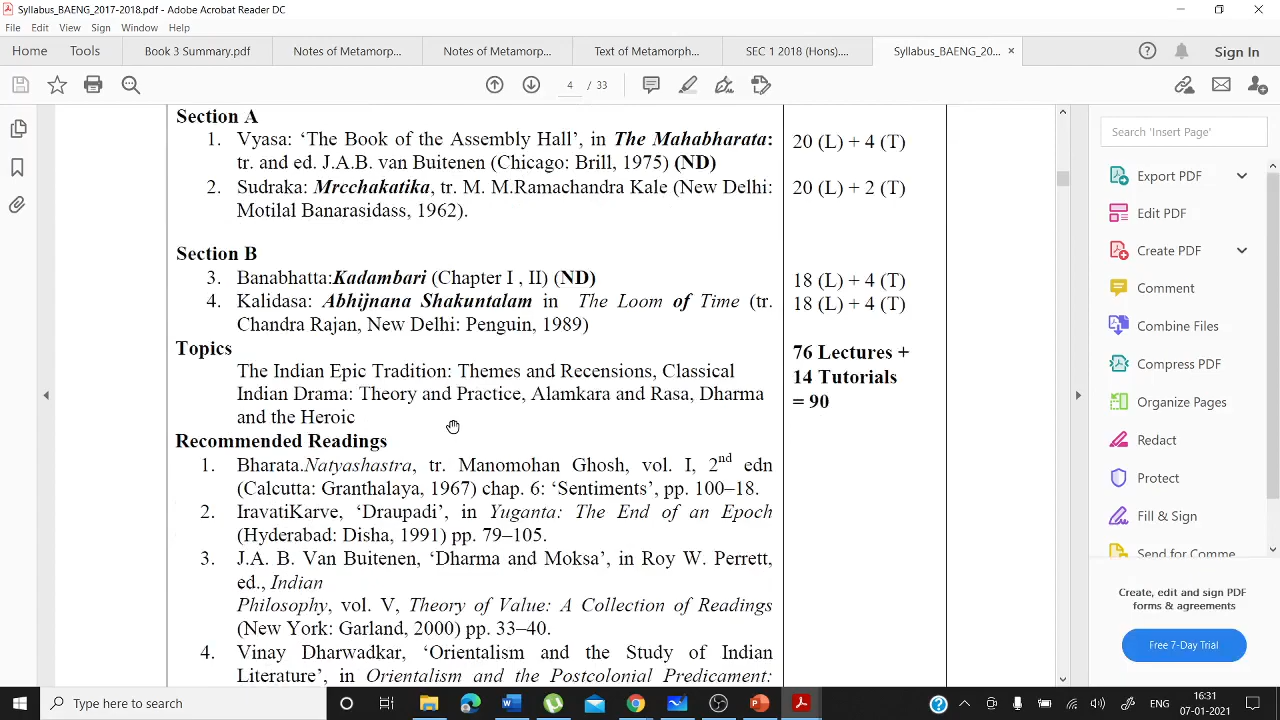 Syllabus_BAENG_2017-2018.pdf - Adobe Acrobat Reader DC
File Edit View Sign Window Help
Home Tools Book 3 Summary.pdf Notes of Metamorp... Notes of Metamorp... Text of Metamorph... SEC 1 2018 (Hons).... Syllabus_BAENG_20... × Sign In
4 / 33
Section A
1. Vyasa: ‘The Book of the Assembly Hall’, in The Mahabharata: 20 (L) + 4 (T)
tr. and ed. J.A.B. van Buitenen (Chicago: Brill, 1975) (ND)
2. Sudraka: Mrcchakatika, tr. M. M.Ramachandra Kale (New Delhi: 20 (L) + 2 (T)
Motilal Banarasidass, 1962).
Section B
3. Banabhatta:Kadambari (Chapter I , II) (ND) 18 (L) + 4 (T)
4. Kalidasa: Abhijnana Shakuntalam in The Loom of Time (tr. 18 (L) + 4 (T)
Chandra Rajan, New Delhi: Penguin, 1989)
Topics 76 Lectures +
The Indian Epic Tradition: Themes and Recensions, Classical 14 Tutorials
Indian Drama: Theory and Practice, Alamkara and Rasa, Dharma = 90
and the Heroic
Recommended Readings
1. Bharata.Natyashastra, tr. Manomohan Ghosh, vol. I, 2nd edn
(Calcutta: Granthalaya, 1967) chap. 6: ‘Sentiments’, pp. 100–18.
2. IravatiKarve, ‘Draupadi’, in Yuganta: The End of an Epoch
(Hyderabad: Disha, 1991) pp. 79–105.
3. J.A. B. Van Buitenen, ‘Dharma and Moksa’, in Roy W. Perrett,
ed., Indian
Philosophy, vol. V, Theory of Value: A Collection of Readings
(New York: Garland, 2000) pp. 33–40.
4. Vinay Dharwadkar, ‘Orientalism and the Study of Indian
Literature’, in Orientalism and the Postcolonial Predicament:
Search 'Insert Page'
Export PDF
Edit PDF
Create PDF
Comment
Combine Files
Compress PDF
Organize Pages
Redact
Protect
Fill & Sign
Send for Comme
Create, edit and sign PDF
forms & agreements
Free 7-Day Trial
Type here to search
ENG
16:31
07-01-2021